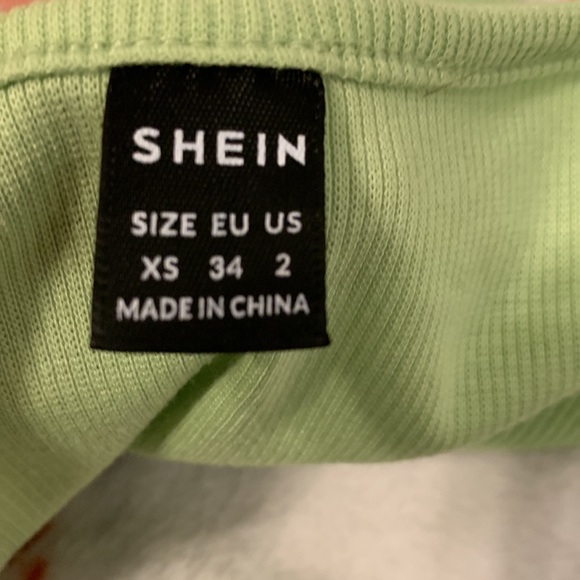 SHEIN
SIZE EU US
XS 34 2
MADE IN CHINA